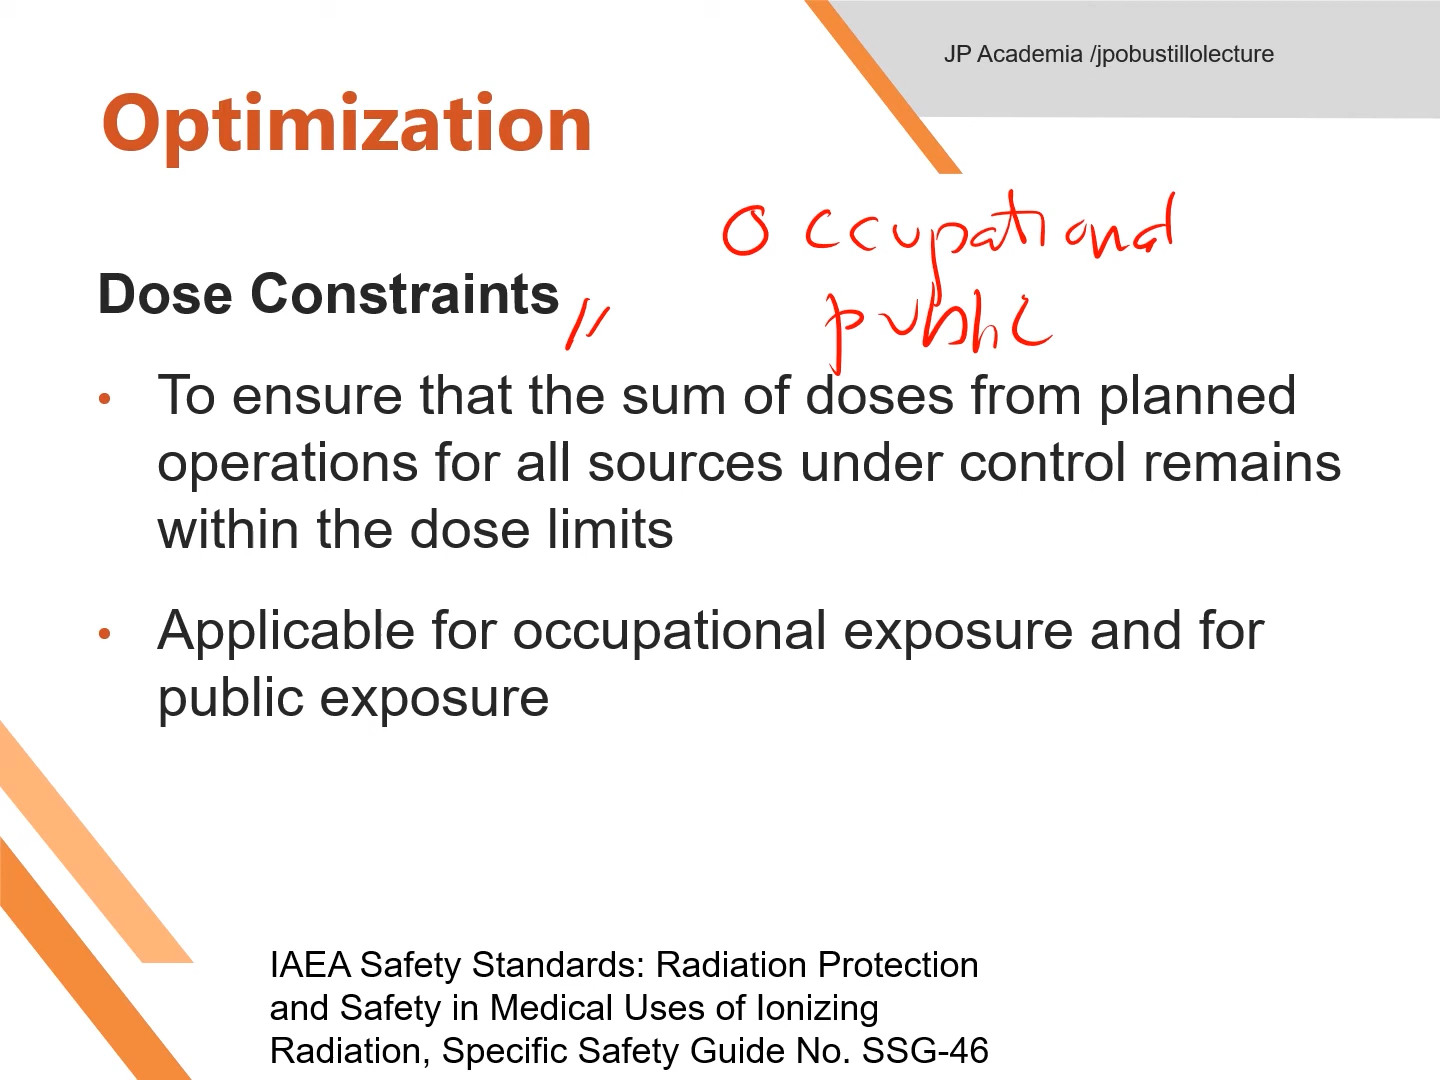 JP Academia /jpobustillolecture
Optimization
Occupational
public
Dose Constraints
• To ensure that the sum of doses from planned
operations for all sources under control remains
within the dose limits
• Applicable for occupational exposure and for
public exposure
IAEA Safety Standards: Radiation Protection
and Safety in Medical Uses of Ionizing
Radiation, Specific Safety Guide No. SSG-46